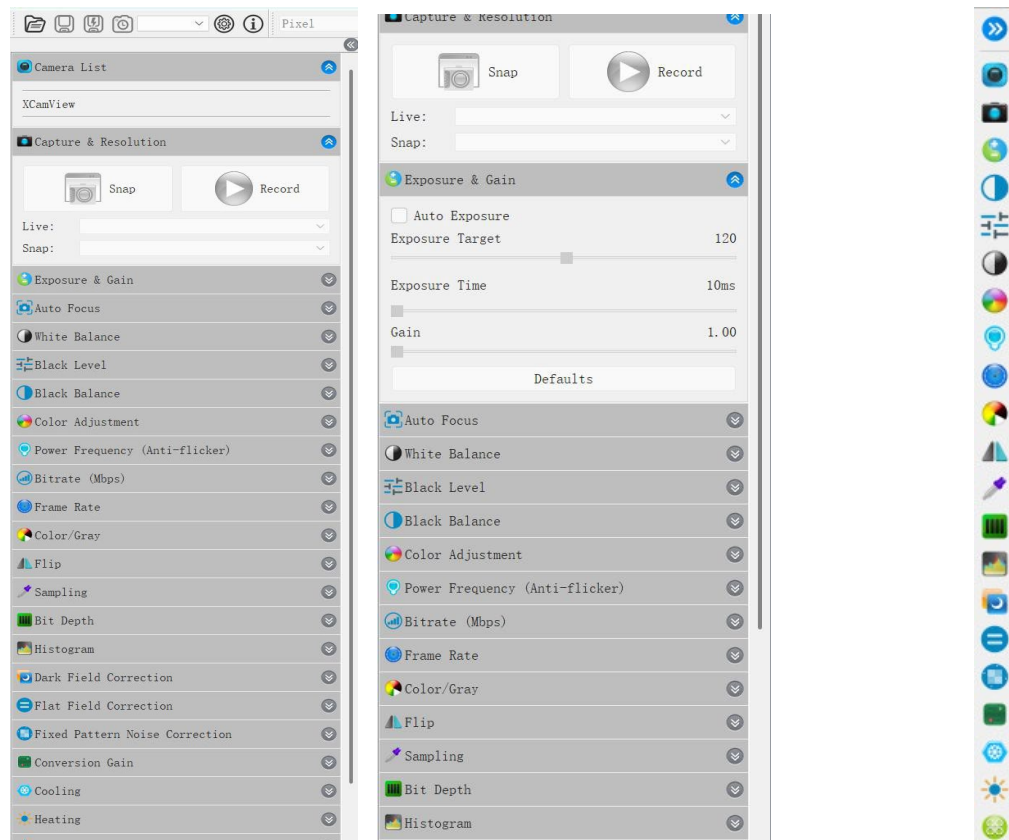 Pixel
Camera List
XCamView
Capture & Resolution
Snap
Record
Live:
Snap:
Exposure & Gain
Auto Focus
White Balance
Black Level
Black Balance
Color Adjustment
Power Frequency (Anti-flicker)
Bitrate (Mbps)
Frame Rate
Color/Gray
Flip
Sampling
Bit Depth
Histogram
Dark Field Correction
Flat Field Correction
Fixed Pattern Noise Correction
Conversion Gain
Cooling
Heating
Capture & Resolution
Snap
Record
Live:
Snap:
Exposure & Gain
Auto Exposure
Exposure Target 120
Exposure Time 10ms
Gain 1.00
Defaults
Auto Focus
White Balance
Black Level
Black Balance
Color Adjustment
Power Frequency (Anti-flicker)
Bitrate (Mbps)
Frame Rate
Color/Gray
Flip
Sampling
Bit Depth
Histogram